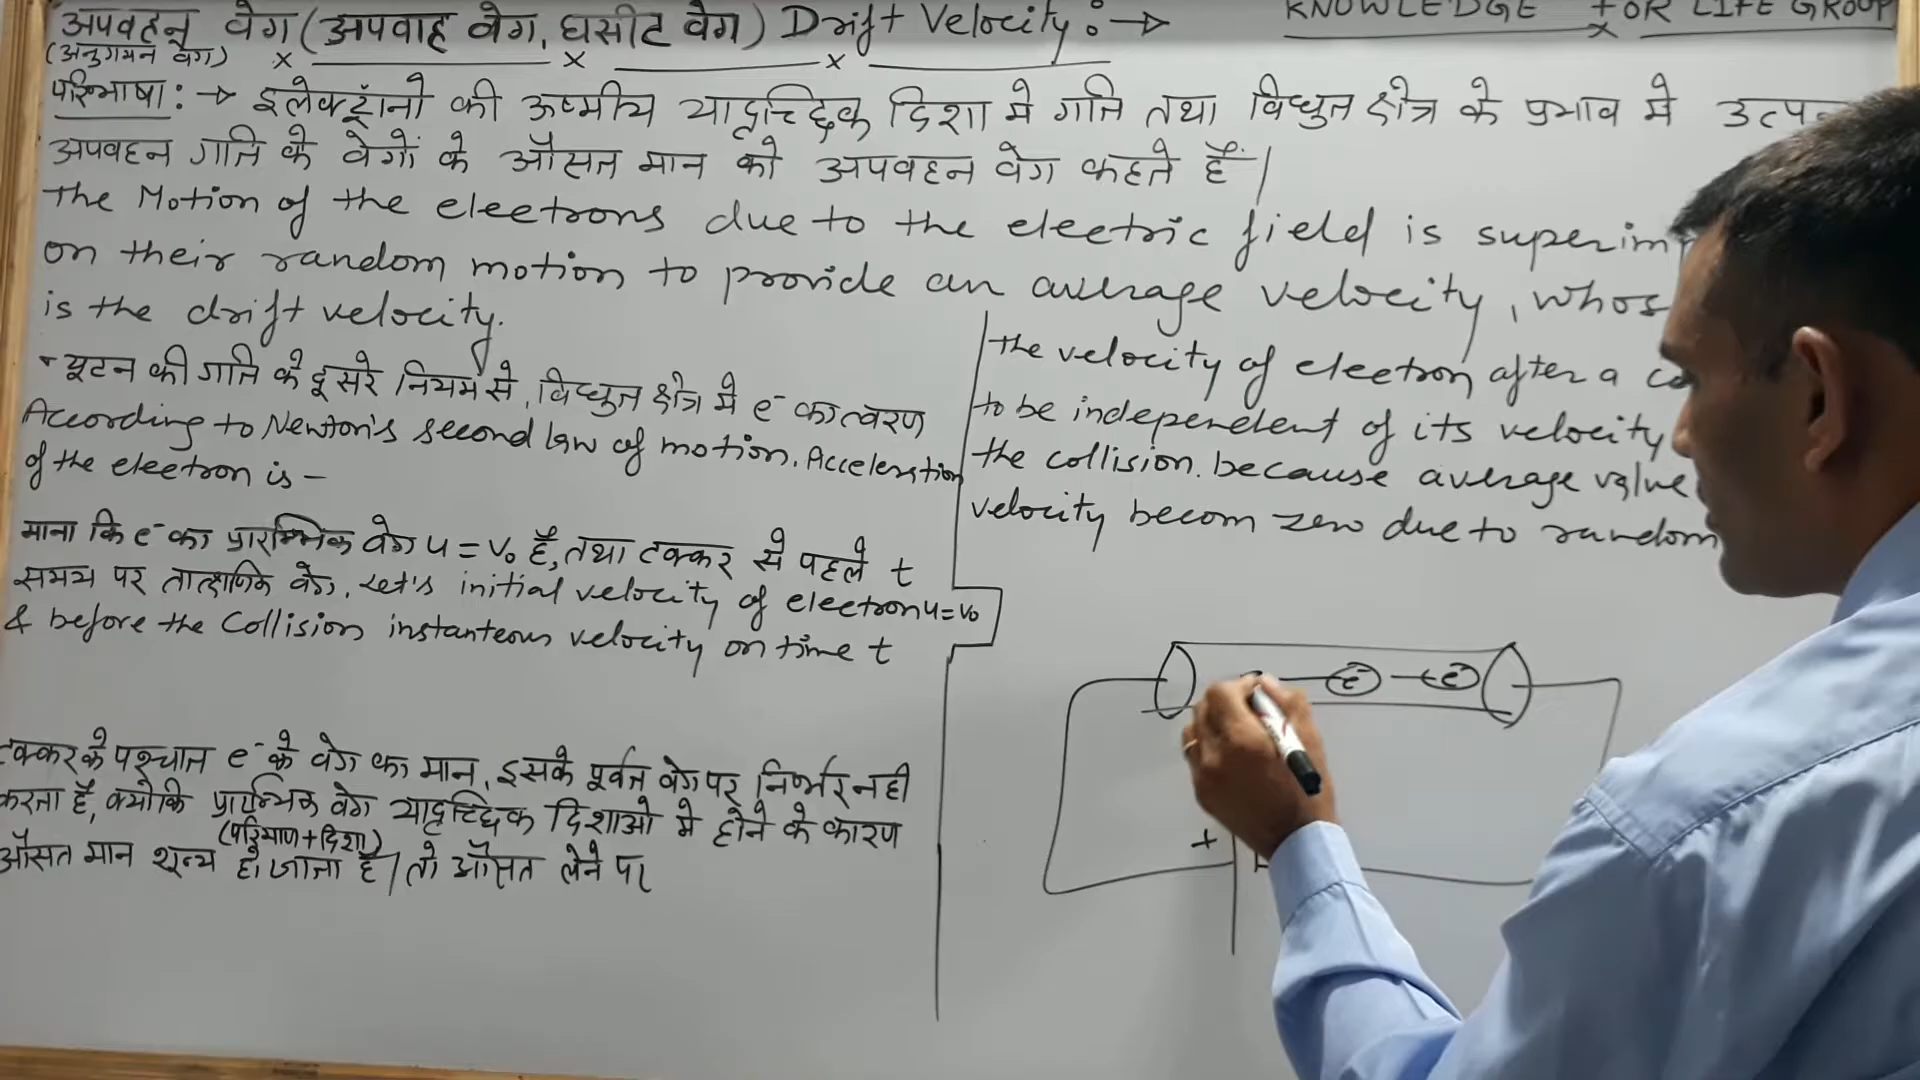 अपवहन वेग (अपवाह वेग, घसीट वेग) Drift Velocity :→
KNOWLEDGE FOR LIFE GROUP
(अनुगमन वेग)
परिभाषा :→ इलेक्ट्रॉनो की ऊष्मीय यादृच्छिक दिशा मे गति तथा विद्युत क्षेत्र के प्रभाव मे
अपवहन गति के वेगों के औसत मान को अपवहन वेग कहते हैं।
The Motion of the electrons due to the electric field is
on their random motion to provide an average velocity,
is the drift velocity.
न्यूटन की गति के दूसरे नियम से, विद्युत क्षेत्र मे e⁻ का त्वरण
According to Newton's second law of motion. Acceleration
of the electron is –
माना कि e⁻ का प्रारम्भिक वेग u = v₀ है, तथा टक्कर से पहले t
समय पर तात्क्षणिक वेग. Let's initial velocity of electron u = v₀
& before the Collision instanteous velocity on time t
टक्कर के पश्चात e⁻ के वेग का मान, इसके पूर्वत वेग पर निर्भर नही
करता है, क्योकि प्रारम्भिक वेग यादृच्छिक दिशाओ मे होने के कारण
(परिमाण + दिशा)
औसत मान शून्य हो जाता है। तो औसत लेने पर
the velocity of electron after a
to be independent of its velocity
the collision. because average value
velocity becom zero due to random
e⁻ e⁻
+